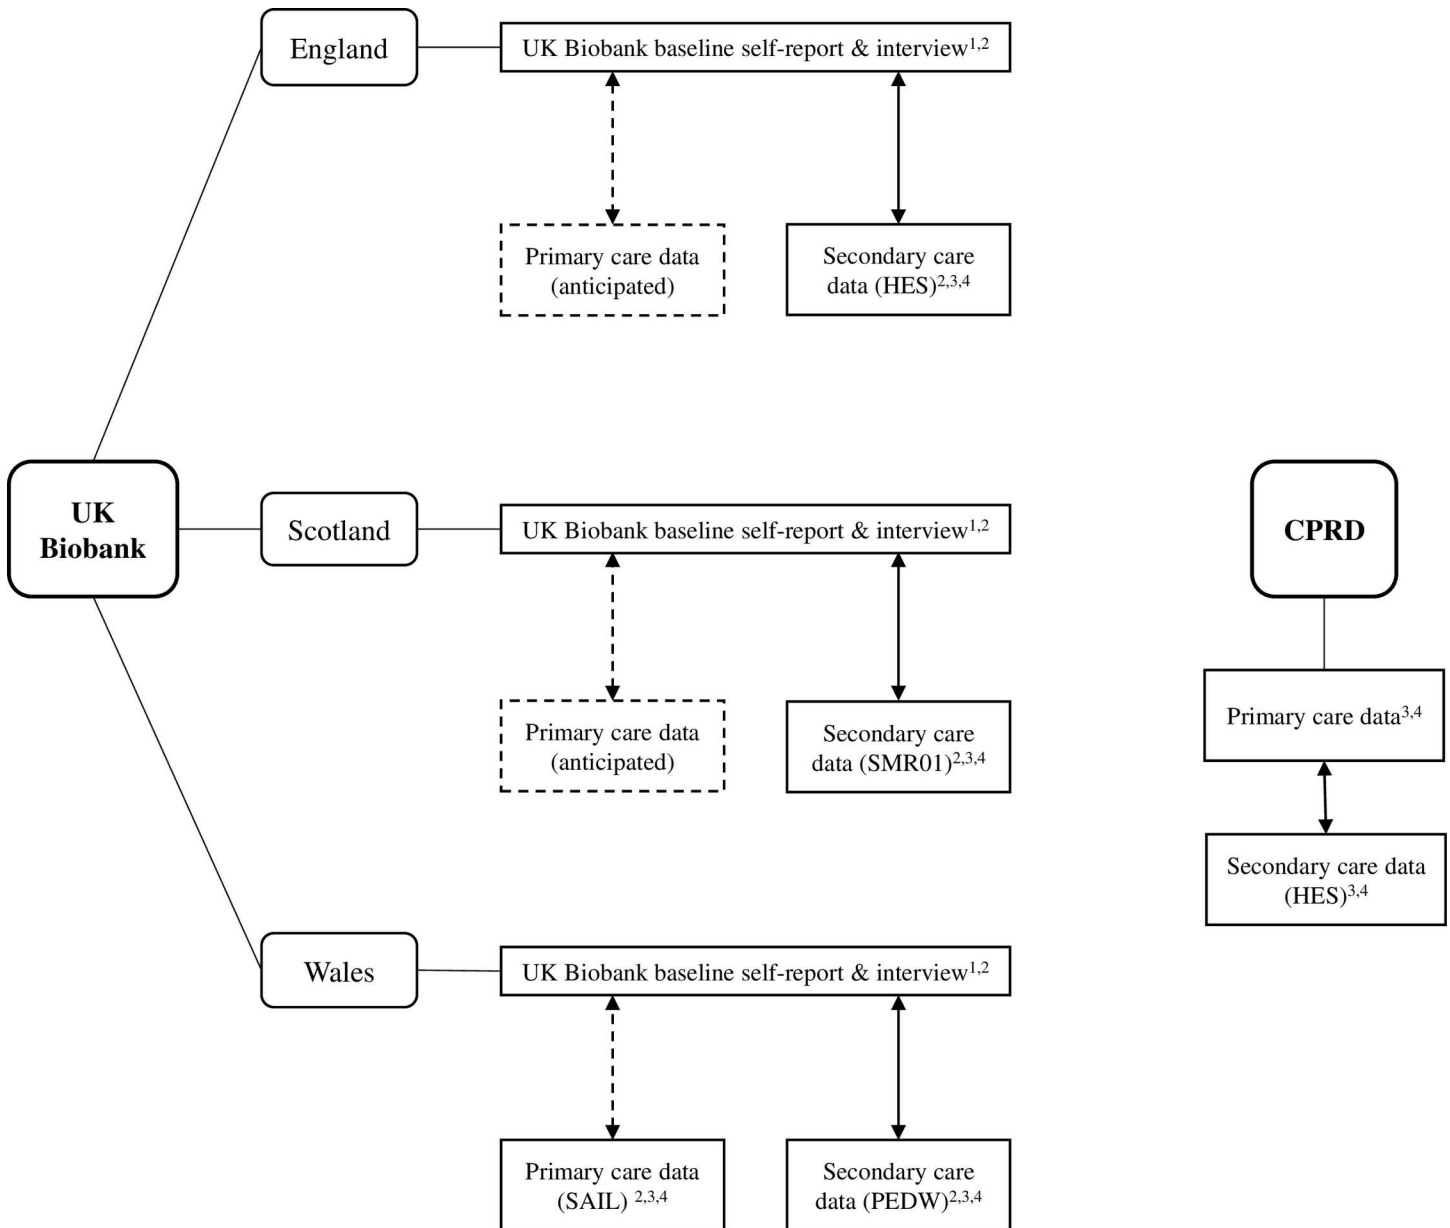 England
UK Biobank baseline self-report & interview1,2
Primary care data
(anticipated)
Secondary care
data (HES)2,3,4
UK
Biobank
Scotland
UK Biobank baseline self-report & interview1,2
Primary care data
(anticipated)
Secondary care
data (SMR01)2,3,4
Wales
UK Biobank baseline self-report & interview1,2
Primary care data
(SAIL) 2,3,4
Secondary care
data (PEDW)2,3,4
CPRD
Primary care data3,4
Secondary care data
(HES)3,4